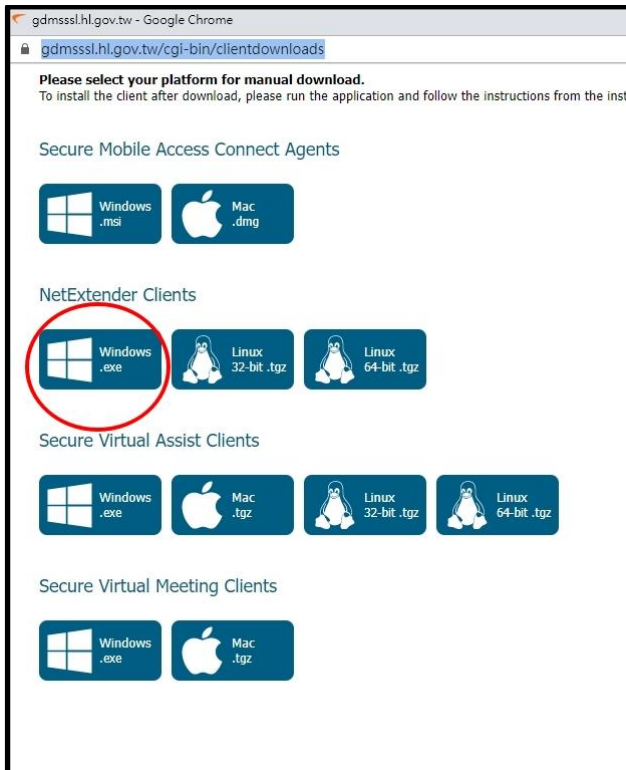 gdmsssl.hl.gov.tw - Google Chrome
gdmsssl.hl.gov.tw/cgi-bin/clientdownloads
Please select your platform for manual download.
To install the client after download, please run the application and follow the instructions from the inst
Secure Mobile Access Connect Agents
Windows
.msi
Mac
.dmg
NetExtender Clients
Windows
.exe
Linux
32-bit .tgz
Linux
64-bit .tgz
Secure Virtual Assist Clients
Windows
.exe
Mac
.tgz
Linux
32-bit .tgz
Linux
64-bit .tgz
Secure Virtual Meeting Clients
Windows
.exe
Mac
.tgz